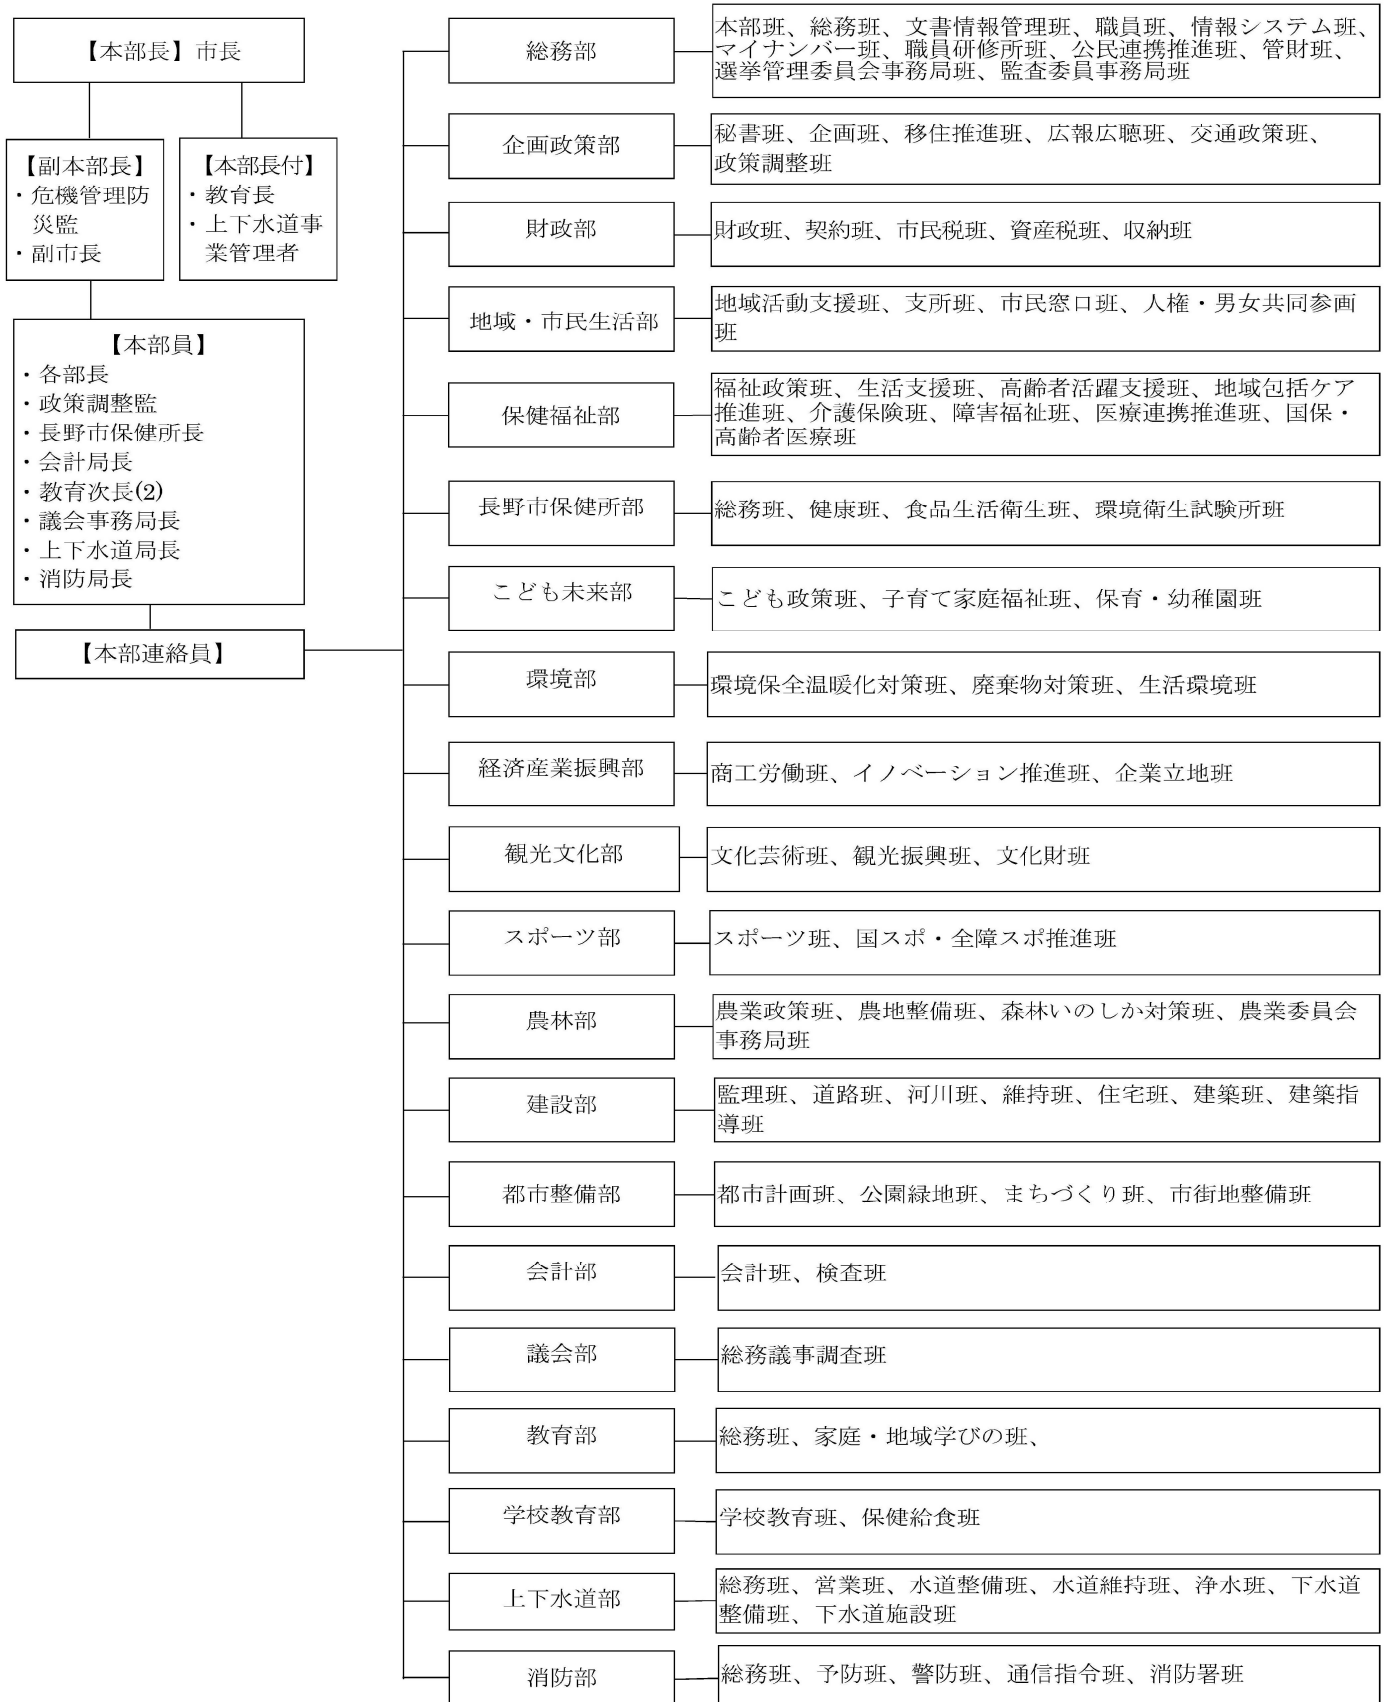 【本部長】市長
【副本部長】
・危機管理防
災監
・副市長
【本部長付】
・教育長
・上下水道事
業管理者
【本部員】
・各部長
・政策調整監
・長野市保健所長
・会計局長
・教育次長(2)
・議会事務局長
・上下水道局長
・消防局長
【本部連絡員】
総務部
本部班、総務班、文書情報管理班、職員班、情報システム班、
マイナンバー班、職員研修所班、公民連携推進班、管財班、
選挙管理委員会事務局班、監査委員事務局班
企画政策部
秘書班、企画班、移住推進班、広報広聴班、交通政策班、
政策調整班
財政部
財政班、契約班、市民税班、資産税班、収納班
地域・市民生活部
地域活動支援班、支所班、市民窓口班、人権・男女共同参画
班
保健福祉部
福祉政策班、生活支援班、高齢者活躍支援班、地域包括ケア
推進班、介護保険班、障害福祉班、医療連携推進班、国保・
高齢者医療班
長野市保健所部
総務班、健康班、食品生活衛生班、環境衛生試験所班
こども未来部
こども政策班、子育て家庭福祉班、保育・幼稚園班
環境部
環境保全温暖化対策班、廃棄物対策班、生活環境班
経済産業振興部
商工労働班、イノベーション推進班、企業立地班
観光文化部
文化芸術班、観光振興班、文化財班
スポーツ部
スポーツ班、国スポ・全障スポ推進班
農林部
農業政策班、農地整備班、森林いのしか対策班、農業委員会
事務局班
建設部
監理班、道路班、河川班、維持班、住宅班、建築班、建築指
導班
都市整備部
都市計画班、公園緑地班、まちづくり班、市街地整備班
会計部
会計班、検査班
議会部
総務議事調査班
教育部
総務班、家庭・地域学びの班、
学校教育部
学校教育班、保健給食班
上下水道部
総務班、営業班、水道整備班、水道維持班、浄水班、下水道
整備班、下水道施設班
消防部
総務班、予防班、警防班、通信指令班、消防署班